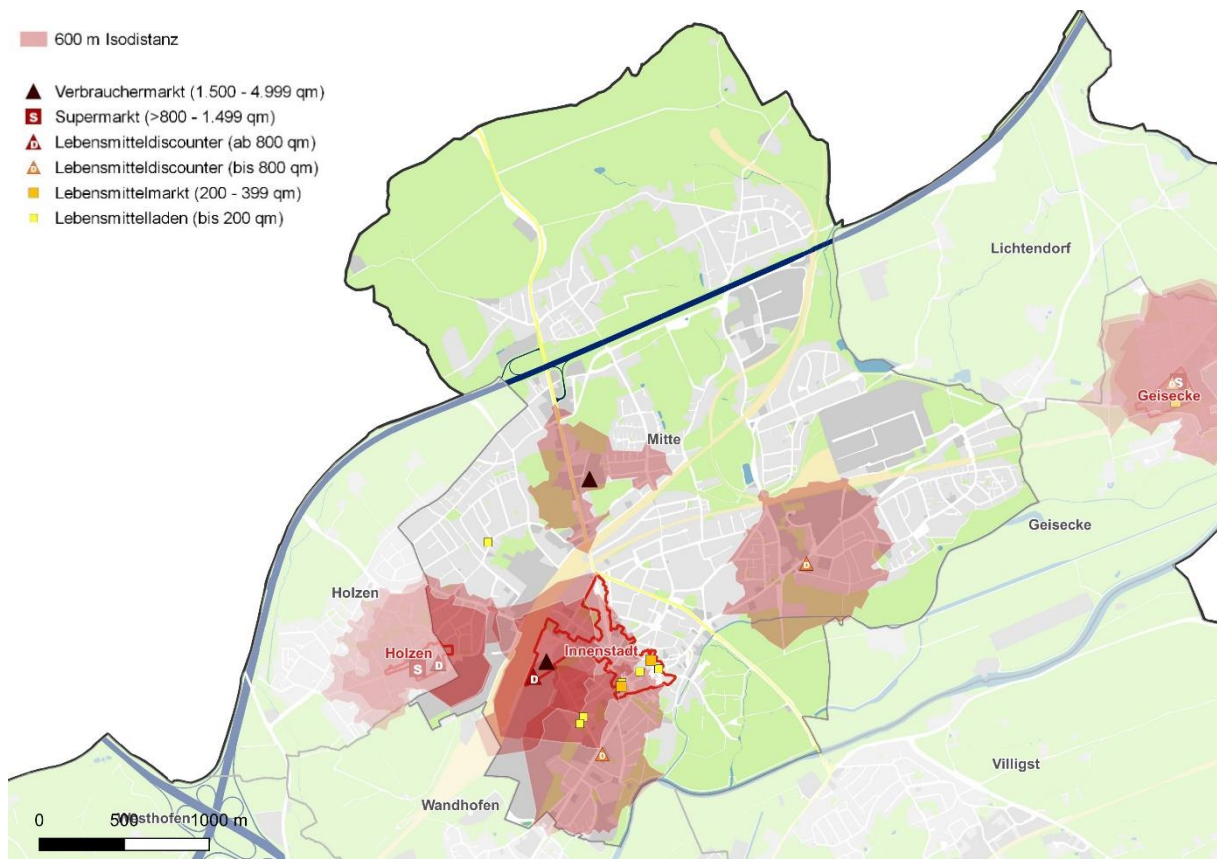 600 m Isodistanz
Verbrauchermarkt (1.500 - 4.999 qm)
S Supermarkt (>800 - 1.499 qm)
D Lebensmitteldiscounter (ab 800 qm)
D Lebensmitteldiscounter (bis 800 qm)
Lebensmittelmarkt (200 - 399 qm)
Lebensmittelladen (bis 200 qm)
Lichtendorf
S
D
Geisecke
Mitte
Geisecke
D
Holzen
Holzen
S
D
Innenstadt
D
D
Villigst
Wandhofen
Westhofen
0 500 1000 m